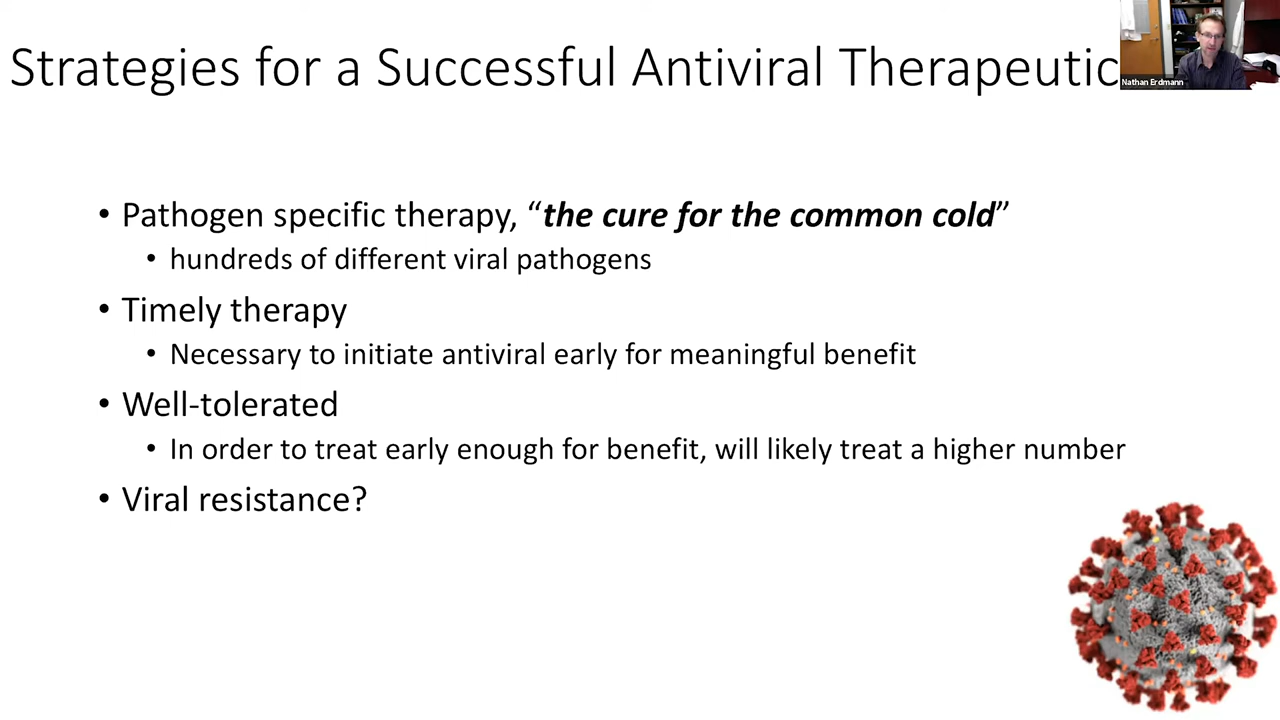 Strategies for a Successful Antiviral Therapeutic
Nathan Erdmann
• Pathogen specific therapy, “the cure for the common cold”
• hundreds of different viral pathogens
• Timely therapy
• Necessary to initiate antiviral early for meaningful benefit
• Well-tolerated
• In order to treat early enough for benefit, will likely treat a higher number
• Viral resistance?